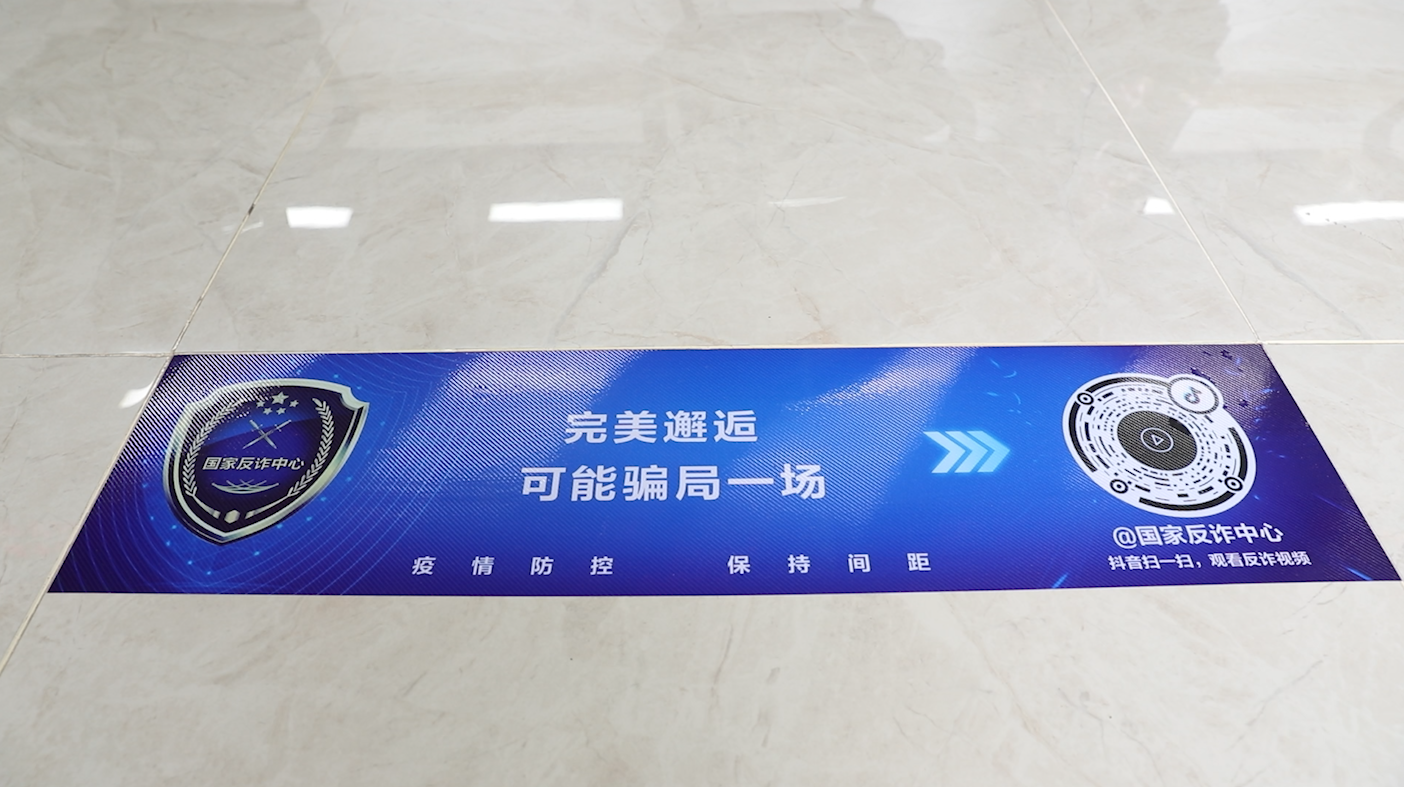 国家反诈中心
完美邂逅
可能骗局一场
疫情防控 保持间距
@国家反诈中心
抖音扫一扫，观看反诈视频